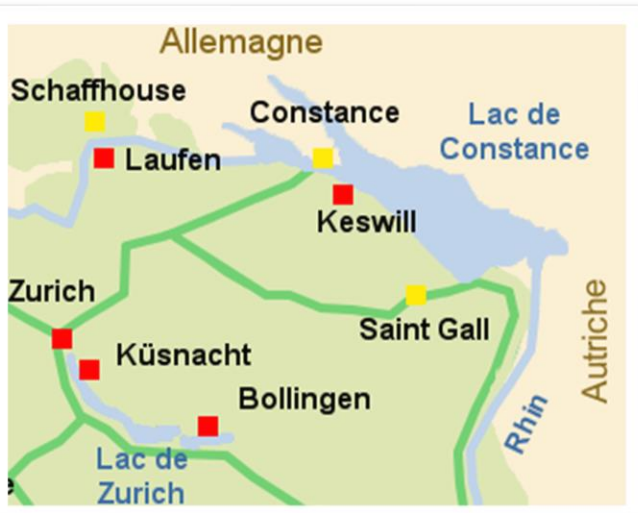 Allemagne
Schaffhouse
Constance
Lac de
Constance
Laufen
Keswill
Zurich
Saint Gall
Autriche
Küsnacht
Bollingen
Rhin
Lac de
Zurich